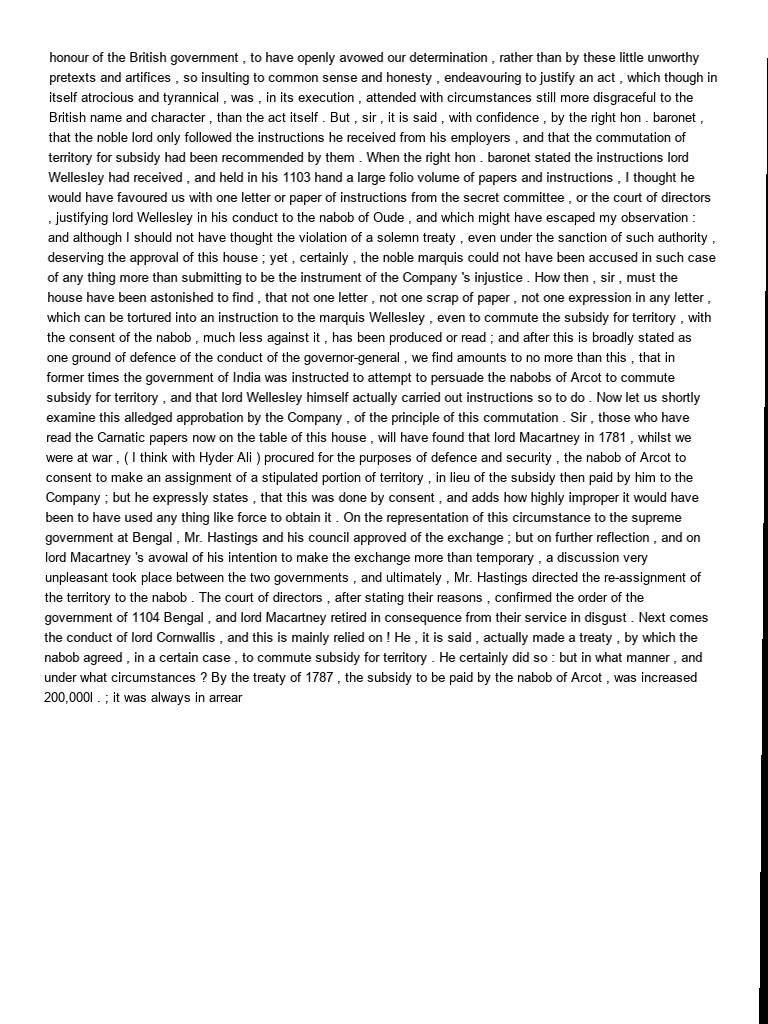 honour of the British government , to have openly avowed our determination , rather than by these little unworthy
pretexts and artifices , so insulting to common sense and honesty , endeavouring to justify an act , which though in
itself atrocious and tyrannical , was , in its execution , attended with circumstances still more disgraceful to the
British name and character , than the act itself . But , sir , it is said , with confidence , by the right hon . baronet ,
that the noble lord only followed the instructions he received from his employers , and that the commutation of
territory for subsidy had been recommended by them . When the right hon . baronet stated the instructions lord
Wellesley had received , and held in his 1103 hand a large folio volume of papers and instructions , I thought he
would have favoured us with one letter or paper of instructions from the secret committee , or the court of directors
, justifying lord Wellesley in his conduct to the nabob of Oude , and which might have escaped my observation :
and although I should not have thought the violation of a solemn treaty , even under the sanction of such authority ,
deserving the approval of this house ; yet , certainly , the noble marquis could not have been accused in such case
of any thing more than submitting to be the instrument of the Company 's injustice . How then , sir , must the
house have been astonished to find , that not one letter , not one scrap of paper , not one expression in any letter ,
which can be tortured into an instruction to the marquis Wellesley , even to commute the subsidy for territory , with
the consent of the nabob , much less against it , has been produced or read ; and after this is broadly stated as
one ground of defence of the conduct of the governor-general , we find amounts to no more than this , that in
former times the government of India was instructed to attempt to persuade the nabobs of Arcot to commute
subsidy for territory , and that lord Wellesley himself actually carried out instructions so to do . Now let us shortly
examine this alledged approbation by the Company , of the principle of this commutation . Sir , those who have
read the Carnatic papers now on the table of this house , will have found that lord Macartney in 1781 , whilst we
were at war , ( I think with Hyder Ali ) procured for the purposes of defence and security , the nabob of Arcot to
consent to make an assignment of a stipulated portion of territory , in lieu of the subsidy then paid by him to the
Company ; but he expressly states , that this was done by consent , and adds how highly improper it would have
been to have used any thing like force to obtain it . On the representation of this circumstance to the supreme
government at Bengal , Mr. Hastings and his council approved of the exchange ; but on further reflection , and on
lord Macartney 's avowal of his intention to make the exchange more than temporary , a discussion very
unpleasant took place between the two governments , and ultimately , Mr. Hastings directed the re-assignment of
the territory to the nabob . The court of directors , after stating their reasons , confirmed the order of the
government of 1104 Bengal , and lord Macartney retired in consequence from their service in disgust . Next comes
the conduct of lord Cornwallis , and this is mainly relied on ! He , it is said , actually made a treaty , by which the
nabob agreed , in a certain case , to commute subsidy for territory . He certainly did so : but in what manner , and
under what circumstances ? By the treaty of 1787 , the subsidy to be paid by the nabob of Arcot , was increased
200,000l . ; it was always in arrear